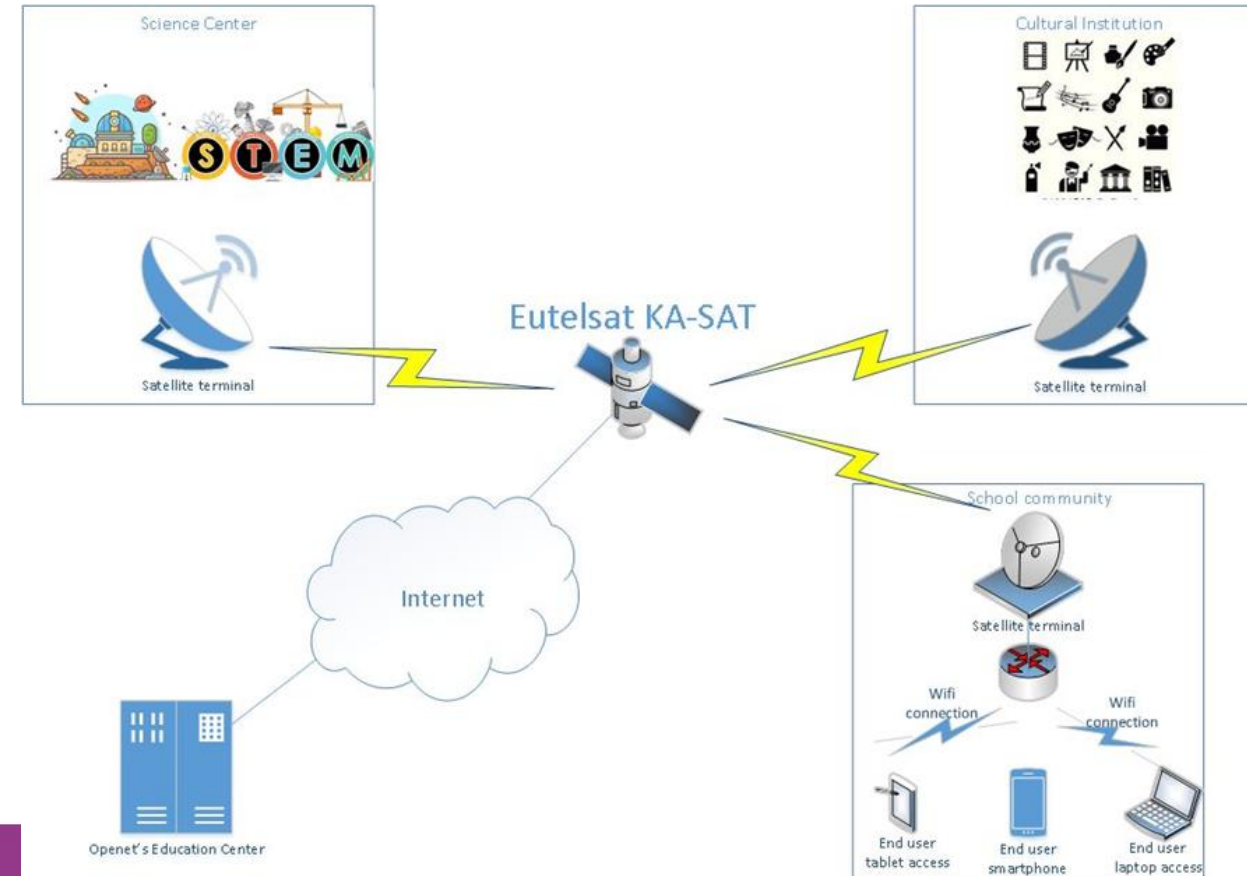 Science Center
STEM
Satellite terminal
Cultural Institution
Satellite terminal
Eutelsat KA-SAT
Internet
Openet's Education Center
School community
Satellite terminal
Wifi
connection
Wifi
connection
End user
tablet access
End user
smartphone
End user
laptop access